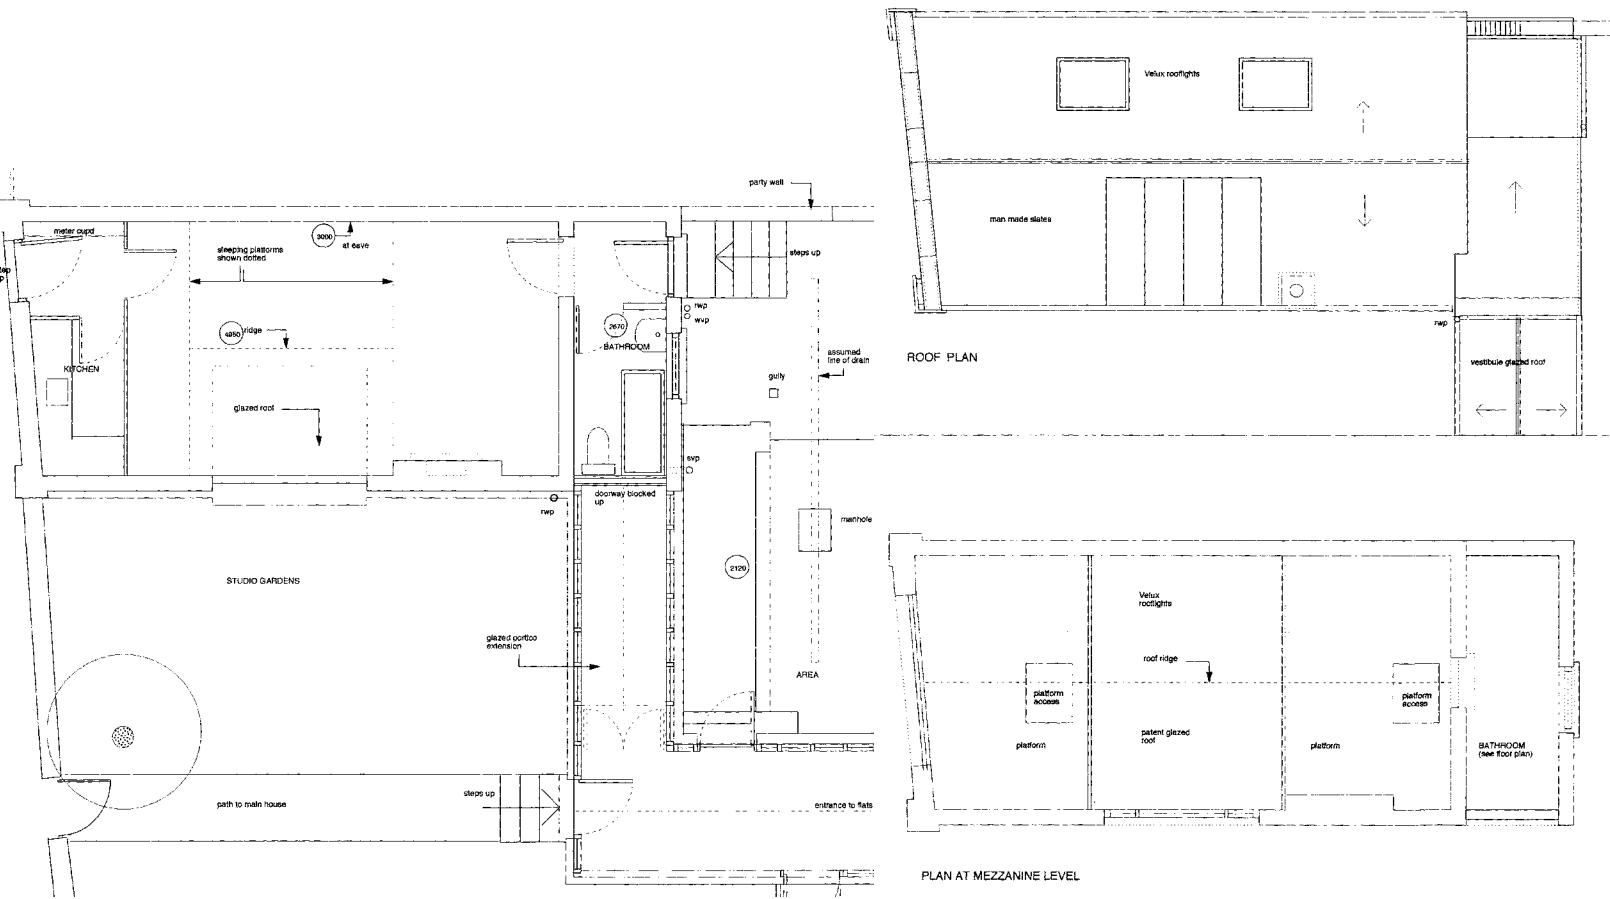 party wall
meter cupd
3000
at eave
sleeping platforms
shown dotted
steps up
rwp
wvp
4950
ridge
2670
BATHROOM
assumed
line of drain
KITCHEN
gully
glazed roof
svp
doorway blocked
up
rwp
manhole
2120
STUDIO GARDENS
glazed portico
extension
AREA
steps up
path to main house
entrance to flats
Velux rooflights
man made slates
rwp
ROOF PLAN
vestibule glazed roof
Velux
rooflights
roof ridge
platform
access
platform
access
patent glazed
roof
platform
platform
BATHROOM
(see floor plan)
PLAN AT MEZZANINE LEVEL